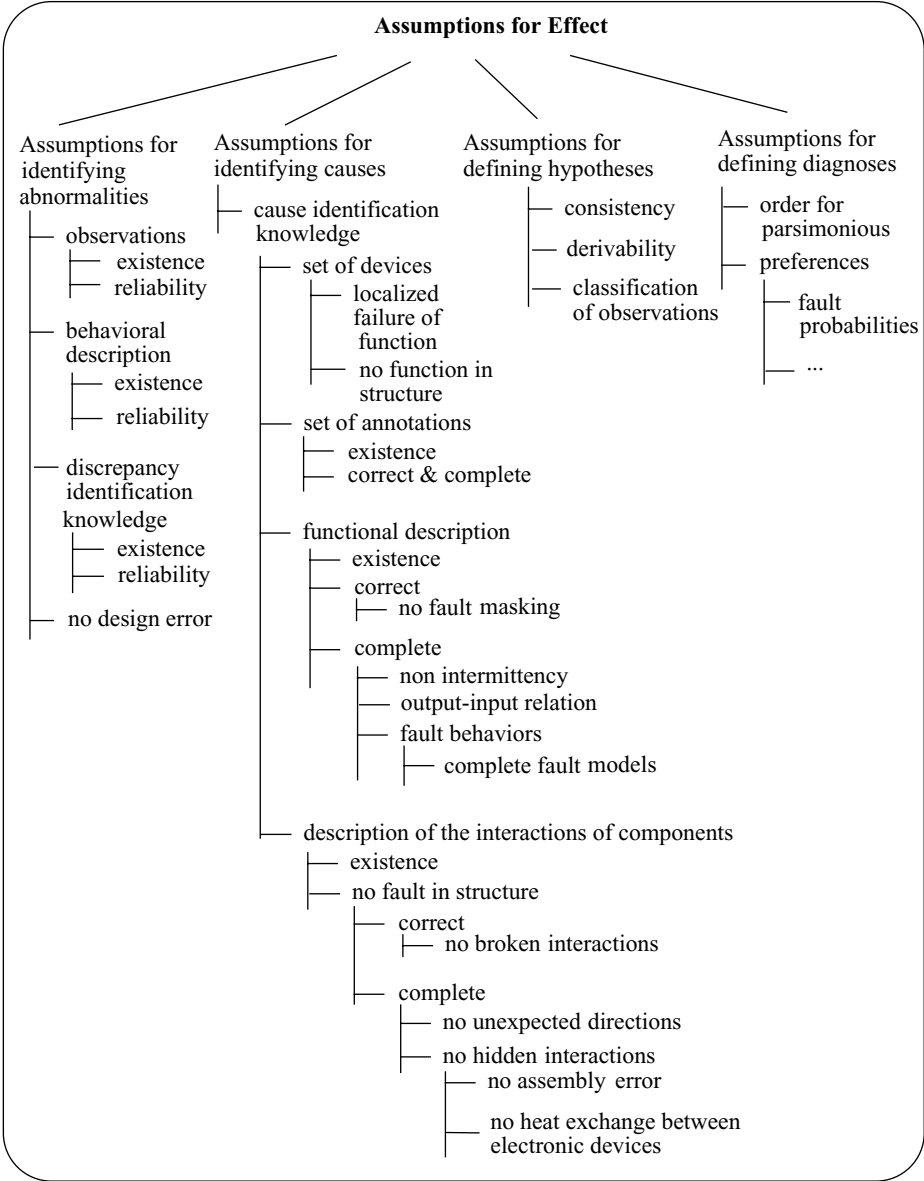 Assumptions for Effect
Assumptions for
identifying
abnormalities
observations
existence
reliability
behavioral
description
existence
reliability
discrepancy
identification
knowledge
existence
reliability
no design error
Assumptions for
identifying causes
cause identification
knowledge
set of devices
localized
failure of
function
no function in
structure
set of annotations
existence
correct & complete
functional description
existence
correct
no fault masking
complete
non intermittency
output-input relation
fault behaviors
complete fault models
description of the interactions of components
existence
no fault in structure
correct
no broken interactions
complete
no unexpected directions
no hidden interactions
no assembly error
no heat exchange between
electronic devices
Assumptions for
defining hypotheses
consistency
derivability
classification
of observations
Assumptions for
defining diagnoses
order for
parsimonious
preferences
fault
probabilities
...